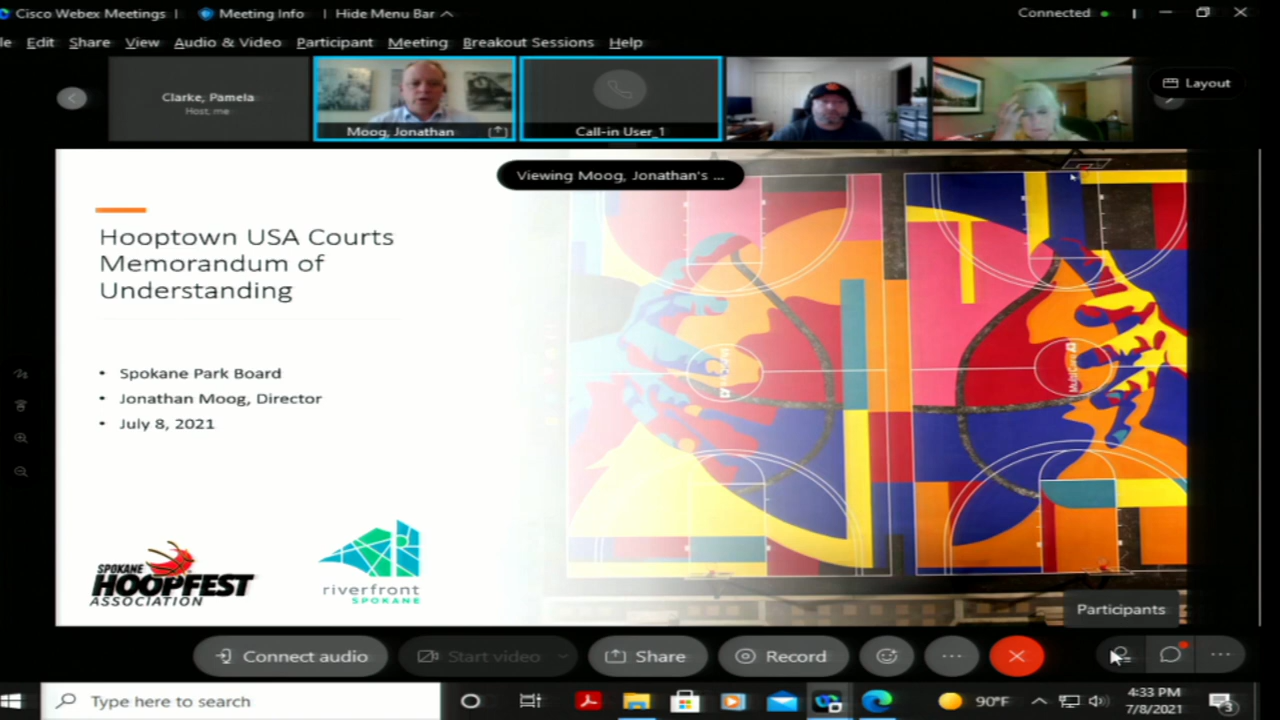 Cisco Webex Meetings
Meeting Info
Hide Menu Bar
Connected
le Edit Share View Audio & Video Participant Meeting Breakout Sessions Help
Clarke, Pamela
Host, me
Moog, Jonathan
Call-in User_1
Layout
Viewing Moog, Jonathan's ...
Hooptown USA Courts
Memorandum of
Understanding
• Spokane Park Board
• Jonathan Moog, Director
• July 8, 2021
SPOKANE
HOOPFEST
ASSOCIATION
riverfront
SPOKANE
MultiCare
Participants
Connect audio
Start video
Share
Record
Type here to search
90°F
4:33 PM
7/8/2021
3